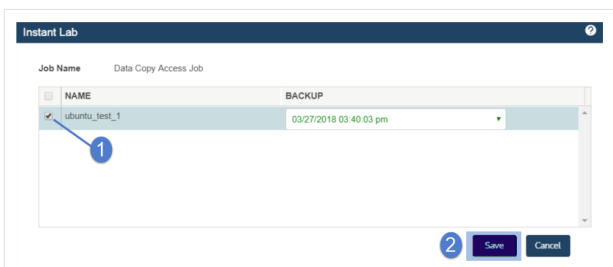 Instant Lab ?
Job Name Data Copy Access Job
NAME BACKUP
ubuntu_test_1 03/27/2018 03:40:03 pm
1
2 Save Cancel